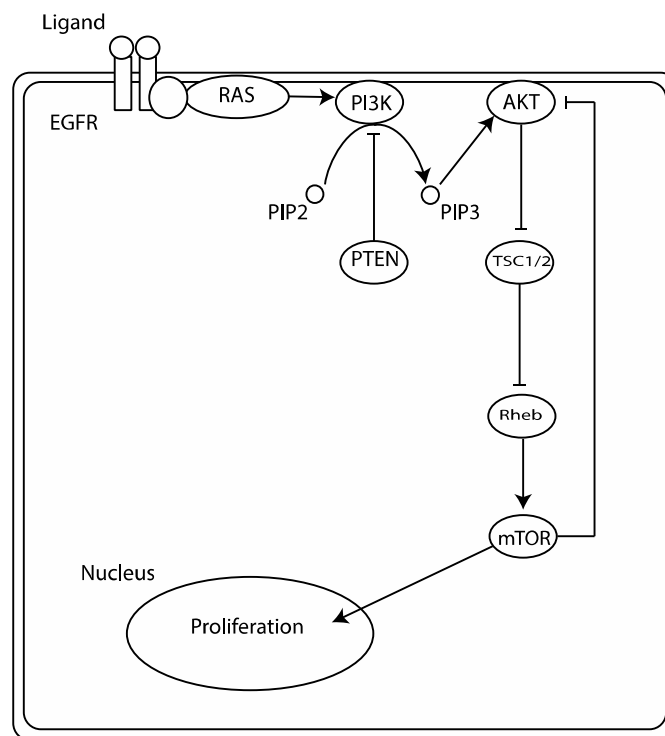 Ligand
EGFR
RAS
PI3K
AKT
PIP2
PIP3
PTEN
TSC1/2
Rheb
mTOR
Nucleus
Proliferation